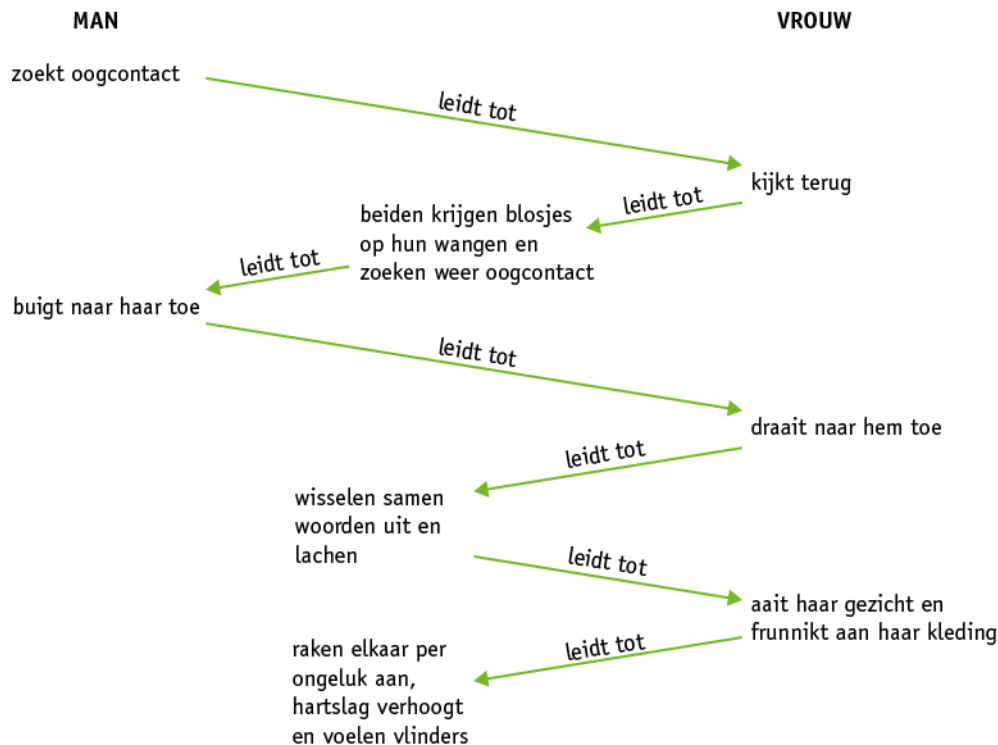 MAN
VROUW
zoekt oogcontact
leidt tot
kijkt terug
leidt tot
beiden krijgen blosjes
op hun wangen en
zoeken weer oogcontact
leidt tot
buigt naar haar toe
leidt tot
draait naar hem toe
leidt tot
wisselen samen
woorden uit en
lachen
leidt tot
aait haar gezicht en
frunnikt aan haar kleding
leidt tot
raken elkaar per
ongeluk aan,
hartslag verhoogt
en voelen vlinders